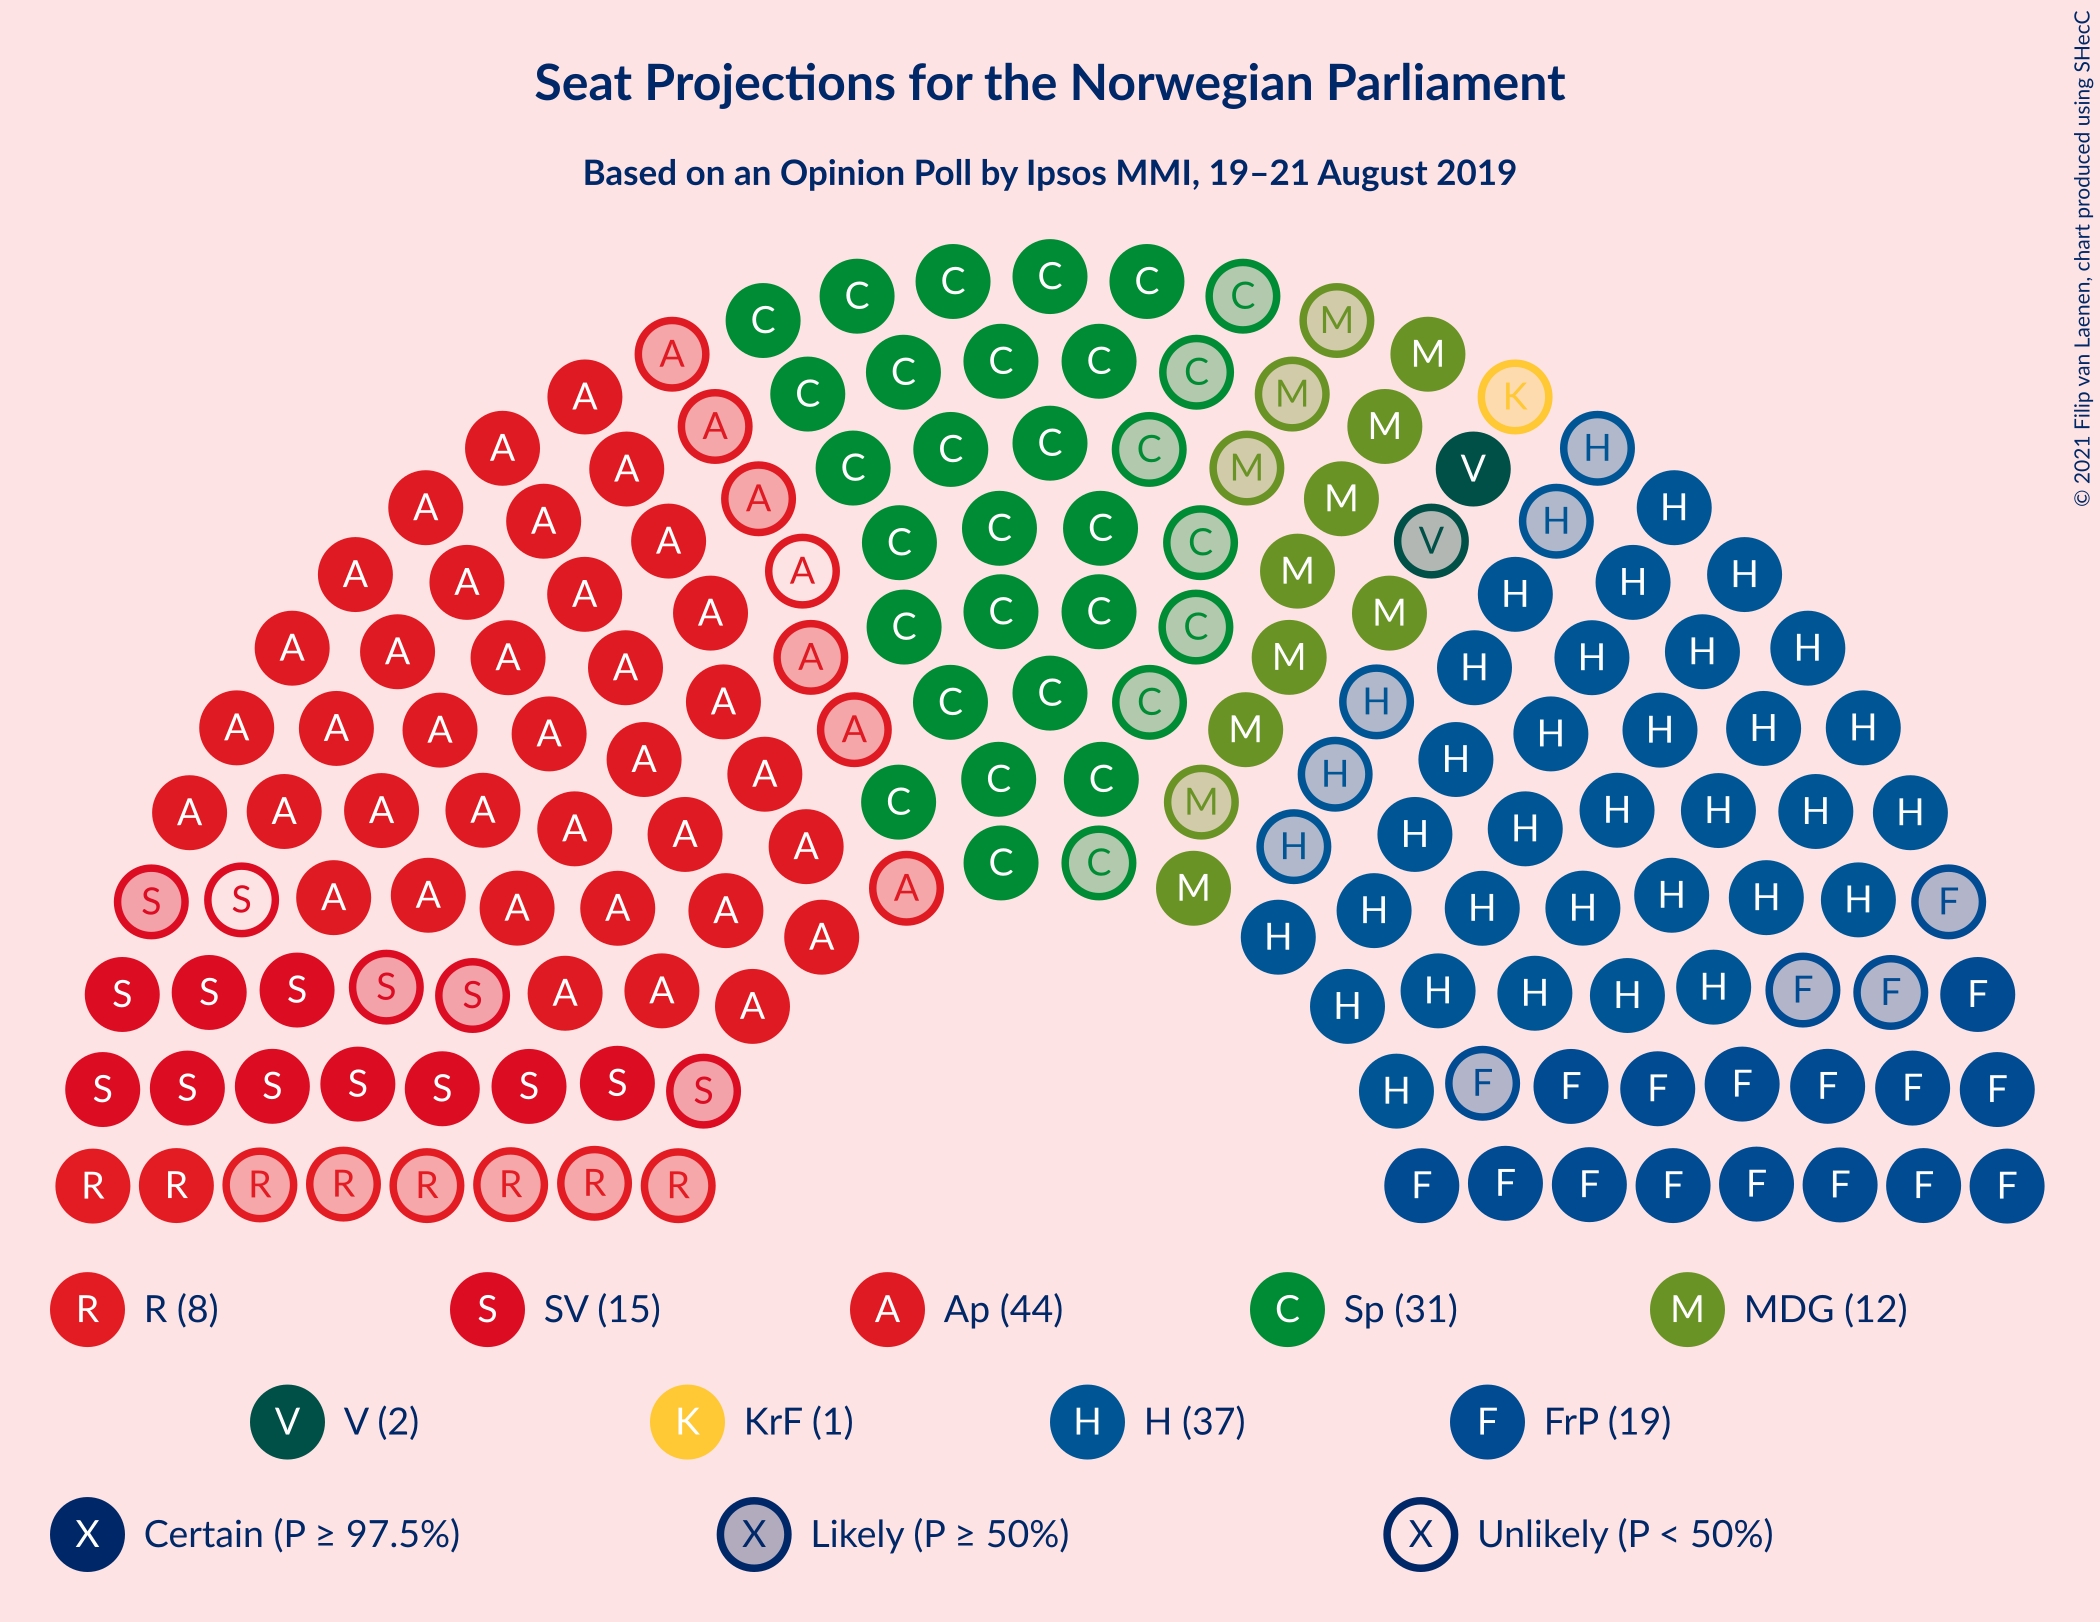 Seat Projections for the Norwegian Parliament
Based on an Opinion Poll by Ipsos MMI, 19–21 August 2019
© 2021 Filip van Laenen, chart produced using SHecC
C
C C
C C
C M
A M
C C
C C
C M
A K
A M
C
A C C H
A C M V
A M
A H
A H
C C
A C C V
A A M H
A H
A H
A C C M
C C
A A H H
A A M H
A H
C
A C C H
A A A A A M H H H H
A H
A C C H
C M
A A A A H H H H
A A H H
A H
C C
A M
S S A A H H H F
A A A H H H
A H
S S S S S A A H H H H F F F
A H
S S S S S S S S H F F F F F F F
R R R R R R R R F F F F F F F F
R R (8) S SV (15) A Ap (44) C Sp (31) M MDG (12)
V V (2) K KrF (1) H H (37) F FrP (19)
X Certain (P ≥ 97.5%) X Likely (P ≥ 50%) X Unlikely (P < 50%)